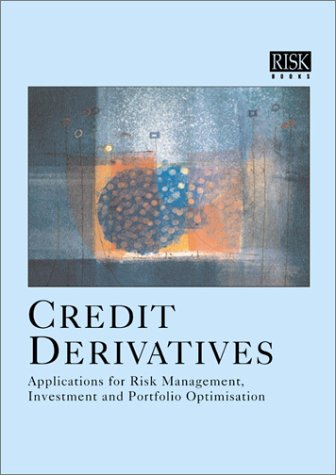 RISK
BOOKS
CREDIT
DERIVATIVES
Applications for Risk Management,
Investment and Portfolio Optimisation